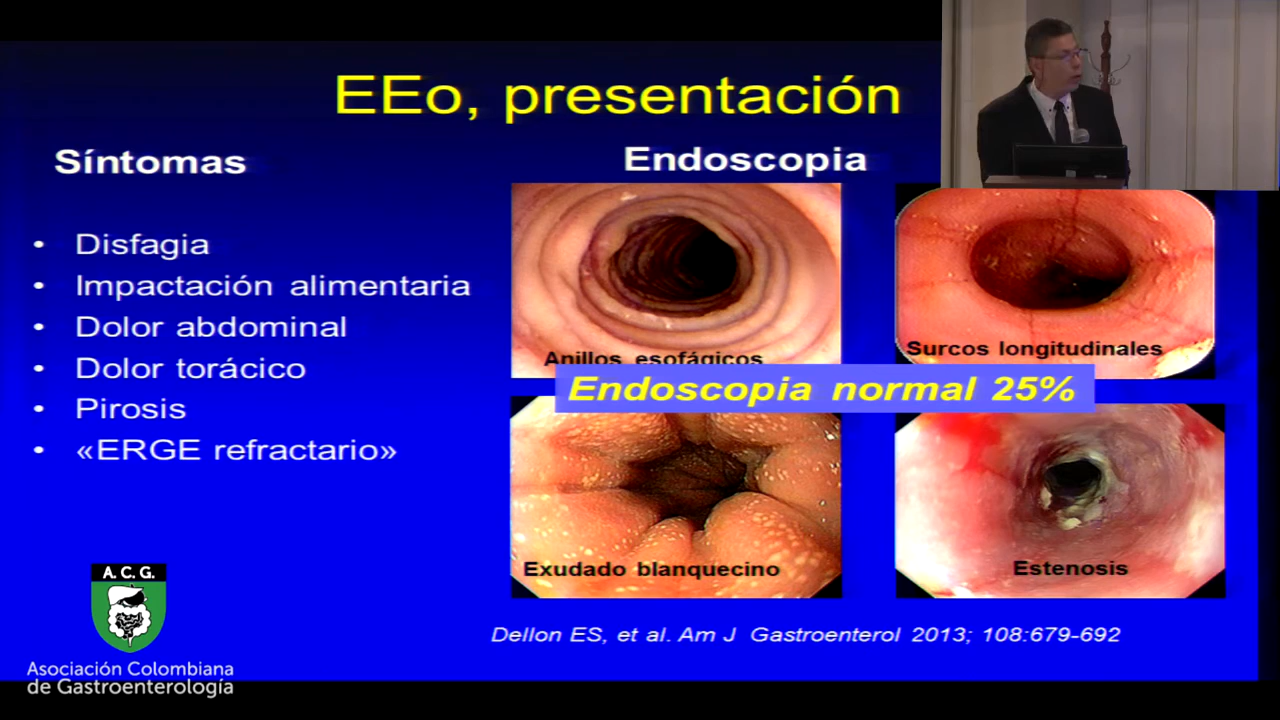 EEo, presentación
Síntomas
• Disfagia
• Impactación alimentaria
• Dolor abdominal
• Dolor torácico
• Pirosis
• «ERGE refractario»
Endoscopia
Anillos esofágicos
Surcos longitudinales
Endoscopia normal 25%
Exudado blanquecino
Estenosis
Dellon ES, et al. Am J Gastroenterol 2013; 108:679-692
A. C. G.
Asociación Colombiana
de Gastroenterología